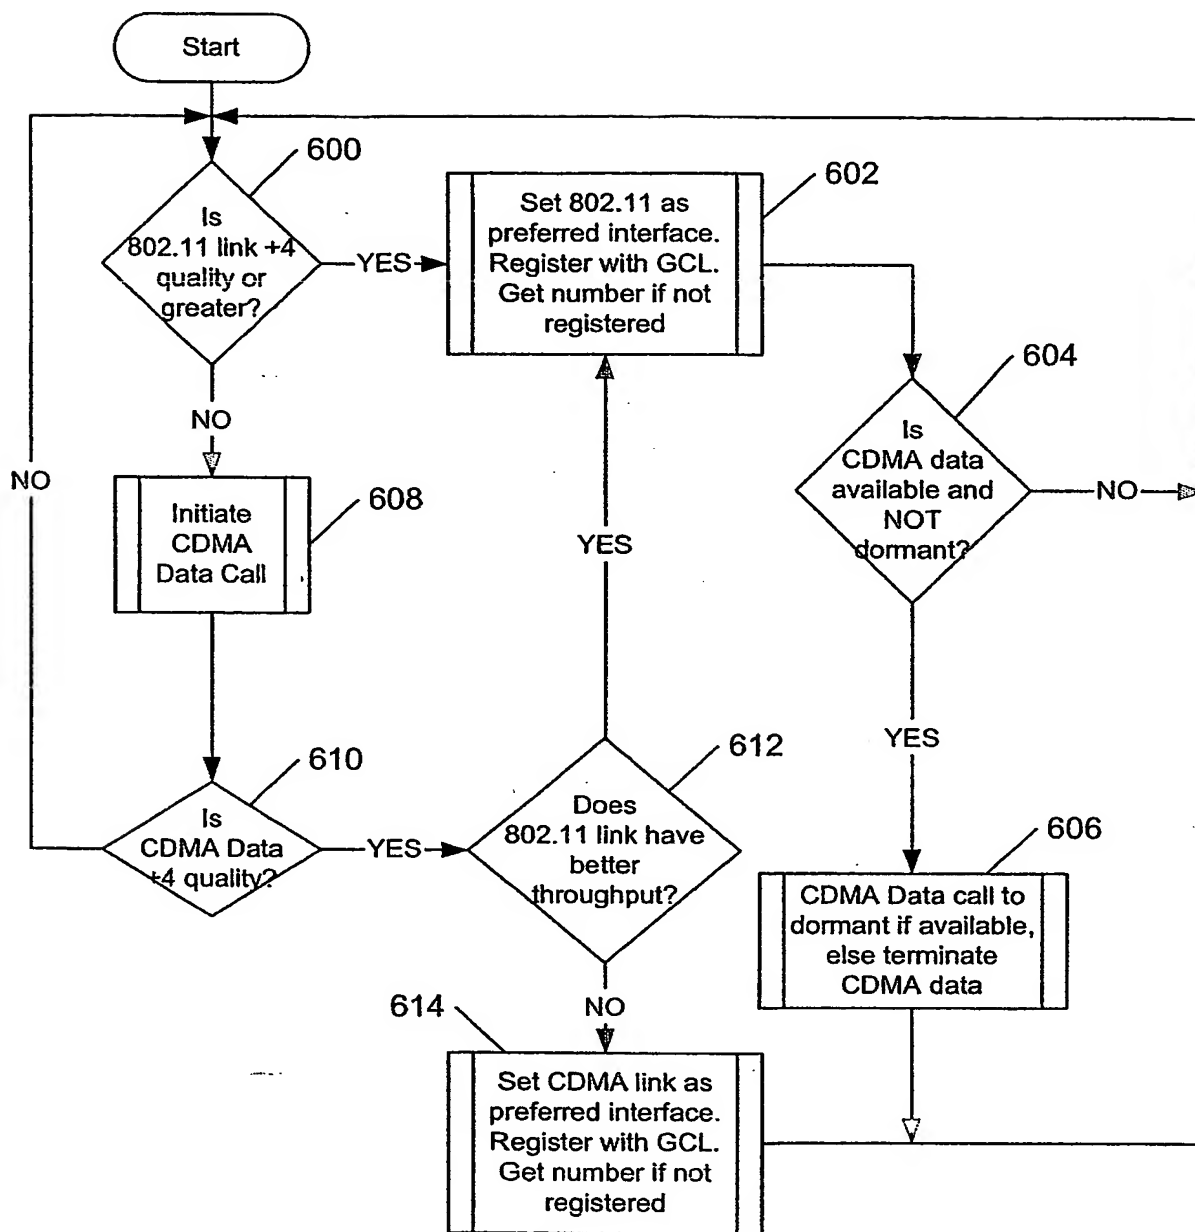 Start
600
Is
802.11 link +4
quality or
greater?
YES
602
Set 802.11 as
preferred interface.
Register with GCL.
Get number if not
registered
604
Is
CDMA data
available and
NOT
dormant?
NO
NO
NO
608
Initiate
CDMA
Data Call
YES
YES
610
Is
CDMA Data
+4 quality?
YES
612
Does
802.11 link have
better
throughput?
606
CDMA Data call to
dormant if available,
else terminate
CDMA data
NO
614
Set CDMA link as
preferred interface.
Register with GCL.
Get number if not
registered